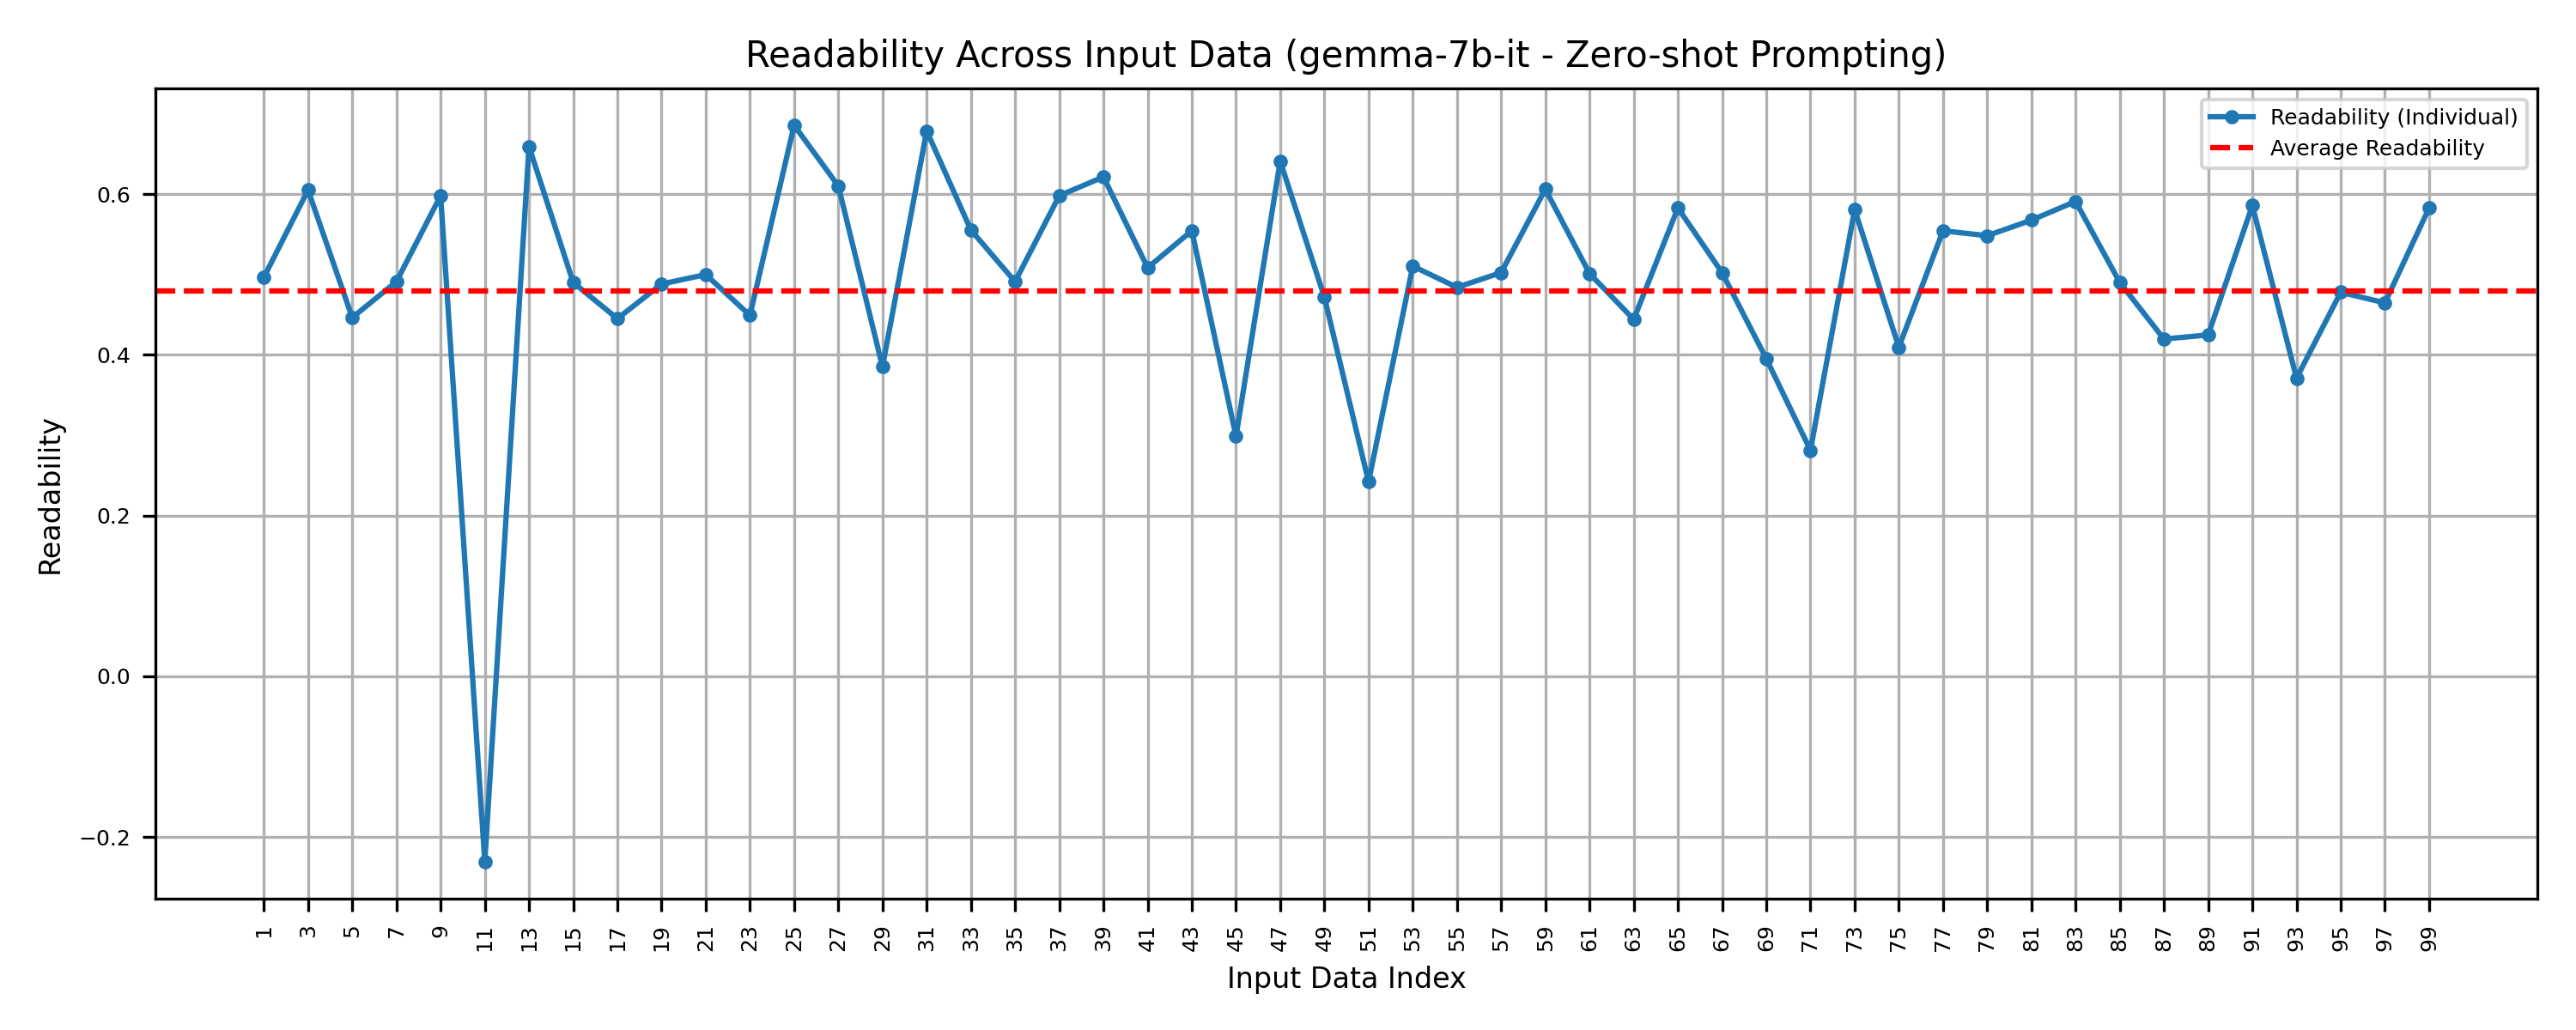 Readability Across Input Data (gemma-7b-it - Zero-shot Prompting)
Readability (Individual)
Average Readability
Readability
0.6
0.4
0.2
0.0
−0.2
1 3 5 7 9 11 13 15 17 19 21 23 25 27 29 31 33 35 37 39 41 43 45 47 49 51 53 55 57 59 61 63 65 67 69 71 73 75 77 79 81 83 85 87 89 91 93 95 97 99
Input Data Index